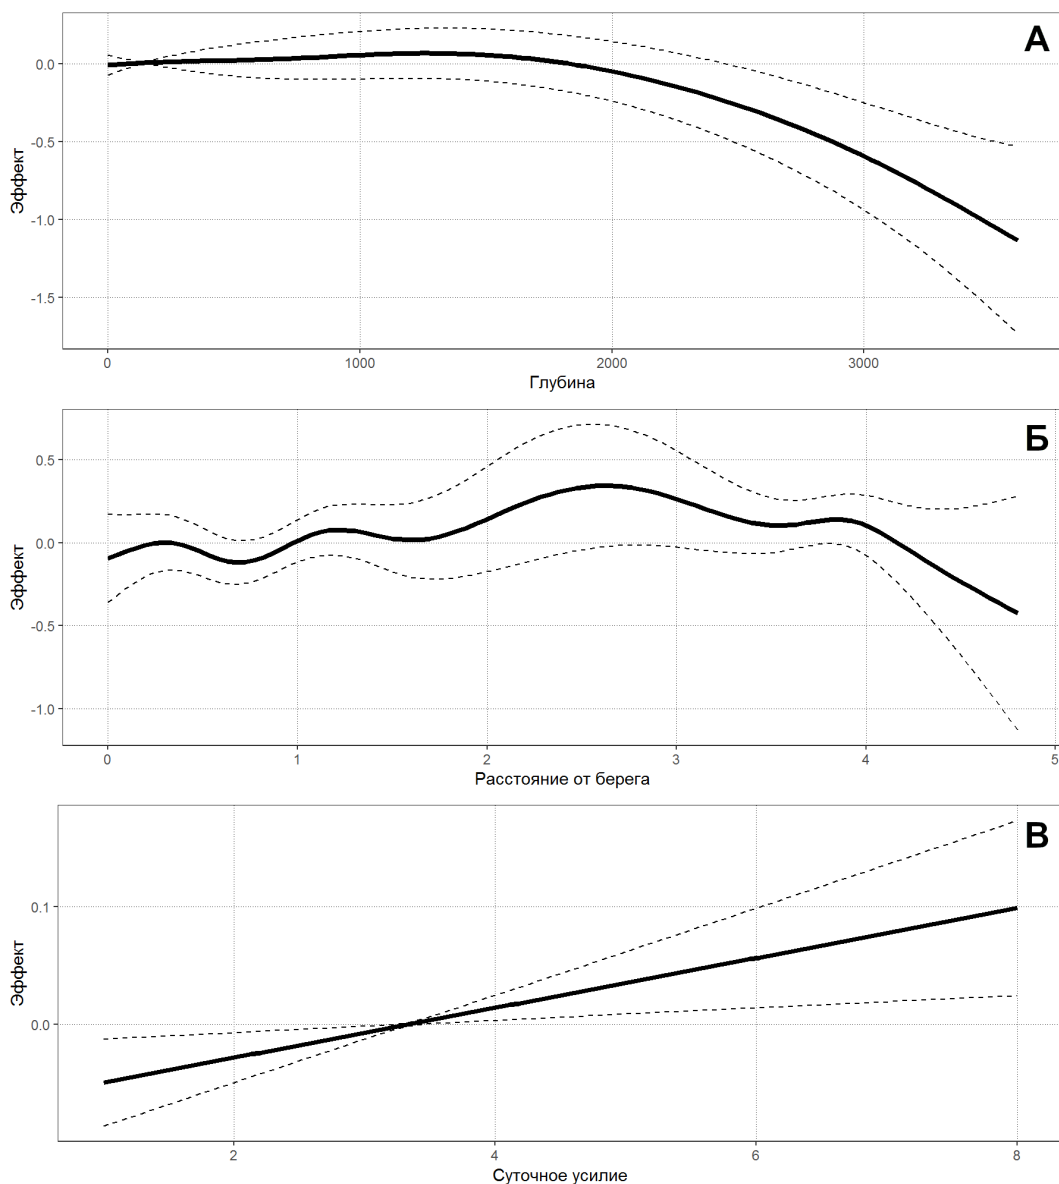 А
0.0
-0.5
-1.0
-1.5
Эффект
0 1000 2000 3000
Глубина
Б
0.5
0.0
-0.5
-1.0
Эффект
0 1 2 3 4 5
Расстояние от берега
В
0.1
0.0
Эффект
2 4 6 8
Суточное усилие